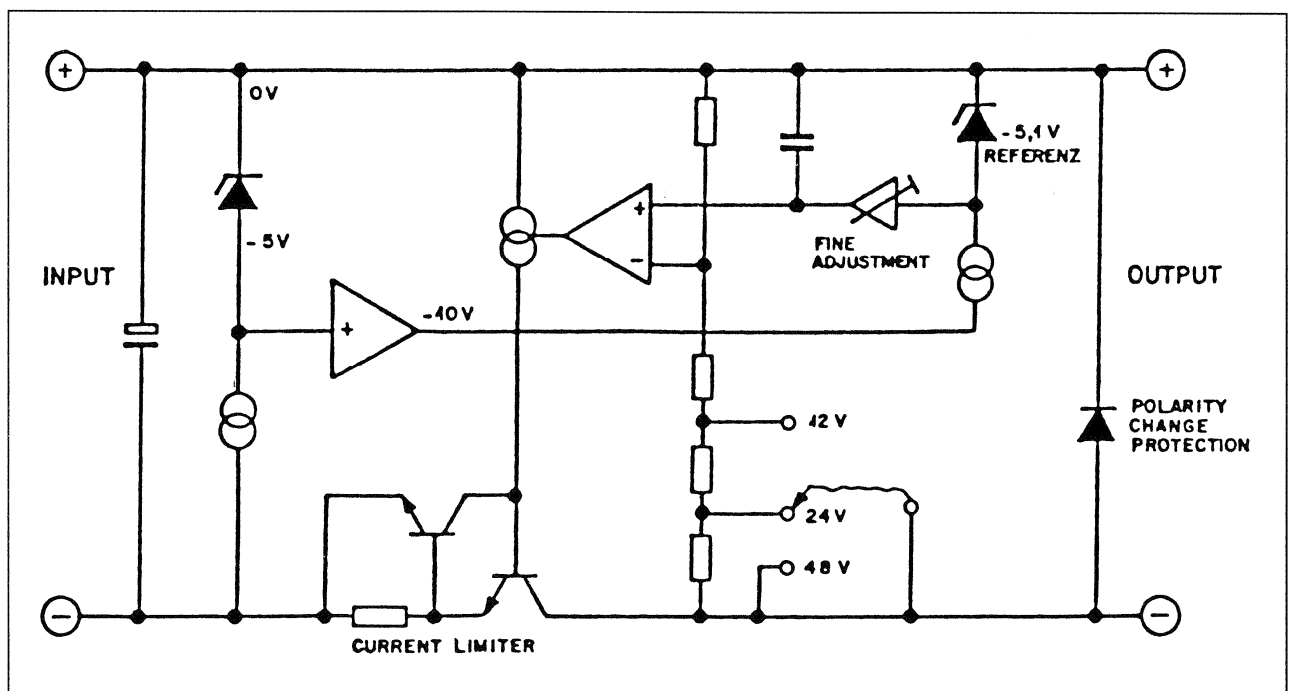 +
+
0V
- 5,1V
REFERENZ
+
-
- 5V
FINE
ADJUSTMENT
INPUT
OUTPUT
+
-10V
12V
POLARITY
CHANGE
PROTECTION
24V
48V
-
-
CURRENT LIMITER